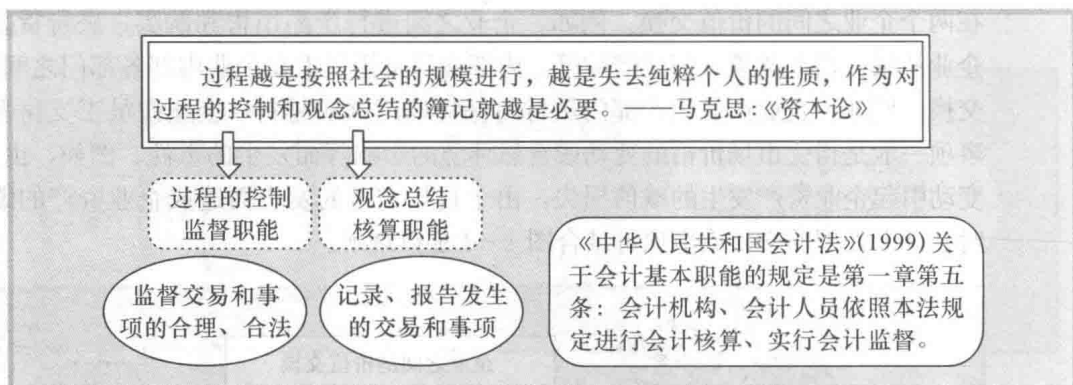 过程越是按照社会的规模进行，越是失去纯粹个人的性质，作为对
过程的控制和观念总结的簿记就越是必要。——马克思：《资本论》
过程的控制
监督职能
观念总结
核算职能
监督交易和事
项的合理、合法
记录、报告发生
的交易和事项
《中华人民共和国会计法》(1999)关
于会计基本职能的规定是第一章第五
条：会计机构、会计人员依照本法规
定进行会计核算、实行会计监督。